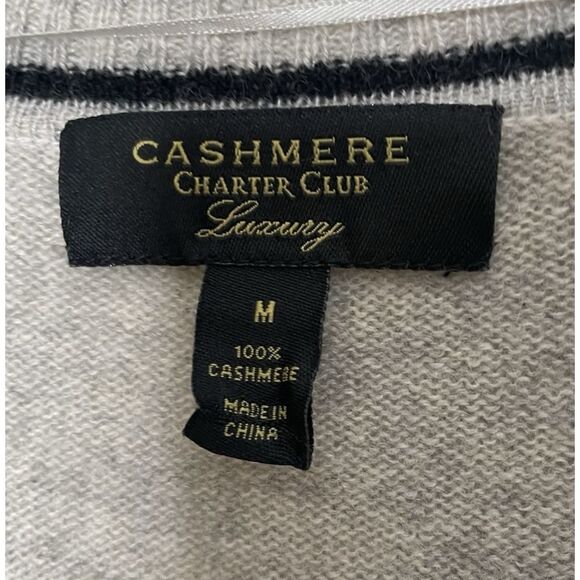 CASHMERE
CHARTER CLUB
Luxury
M
100%
CASHMERE
MADE IN
CHINA